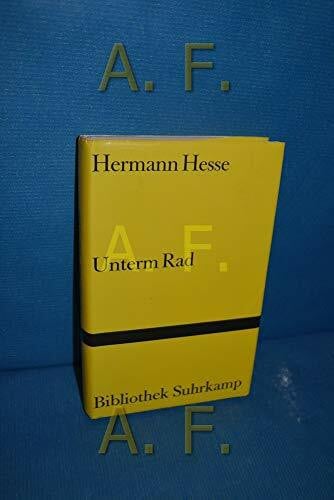 A. F.
Hermann Hesse
A. F.
Unterm Rad
Bibliothek Suhrkamp
A. F.